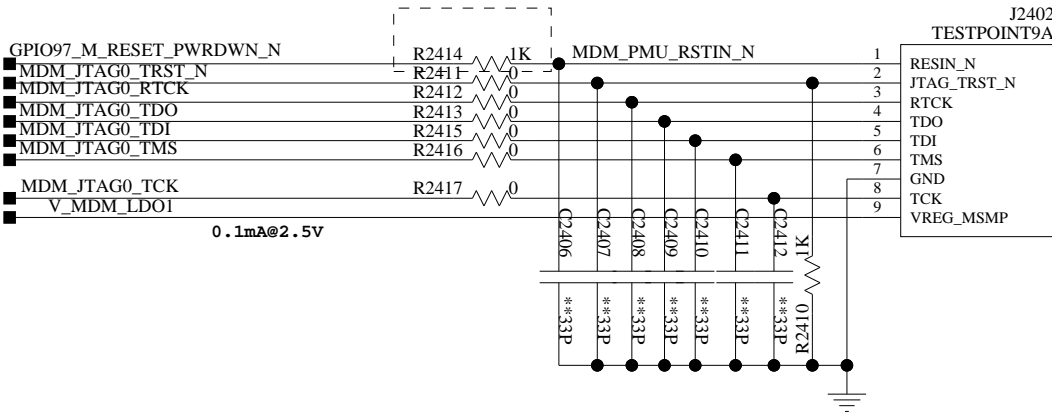 J2402
TESTPOINT9A
GPIO97_M_RESET_PWRDWN_N R2414 1K MDM_PMU_RSTIN_N 1 RESIN_N
MDM_JTAG0_TRST_N R2411 0 2 JTAG_TRST_N
MDM_JTAG0_RTCK R2412 0 3 RTCK
MDM_JTAG0_TDO R2413 0 4 TDO
MDM_JTAG0_TDI R2415 0 5 TDI
MDM_JTAG0_TMS R2416 0 6 TMS
7 GND
MDM_JTAG0_TCK R2417 0 8 TCK
V_MDM_LDO1 9 VREG_MSMP
0.1mA@2.5V
C2406
C2407
C2408
C2409
C2410
C2411
C2412
1K
**33P
**33P
**33P
**33P
**33P
**33P
**33P
R2410